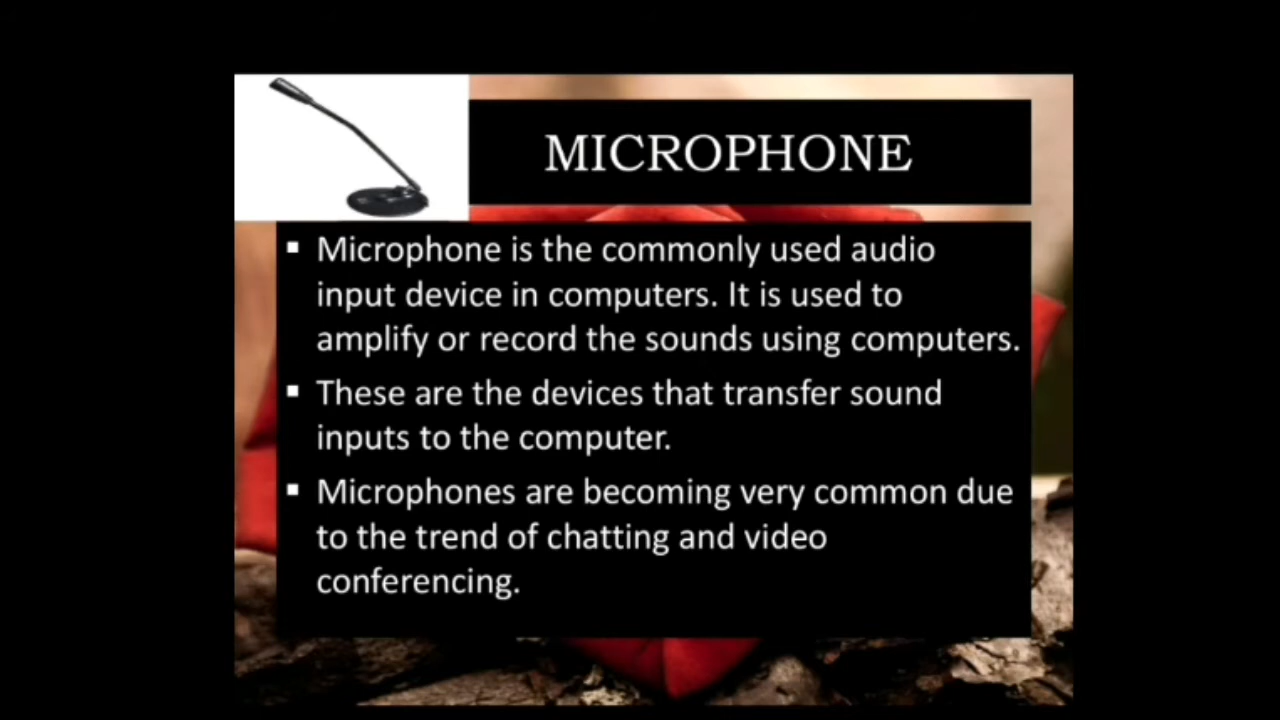 MICROPHONE
▪ Microphone is the commonly used audio
input device in computers. It is used to
amplify or record the sounds using computers.
▪ These are the devices that transfer sound
inputs to the computer.
▪ Microphones are becoming very common due
to the trend of chatting and video
conferencing.